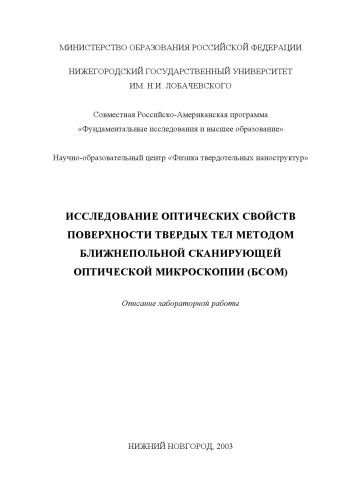 МИНИСТЕРСТВО ОБРАЗОВАНИЯ РОССИЙСКОЙ ФЕДЕРАЦИИ
НИЖЕГОРОДСКИЙ ГОСУДАРСТВЕННЫЙ УНИВЕРСИТЕТ
ИМ. Н.И. ЛОБАЧЕВСКОГО
Совместная Российско-Американская программа
«Фундаментальные исследования и высшее образование»
Научно-образовательный центр «Физика твердотельных наноструктур»
ИССЛЕДОВАНИЕ ОПТИЧЕСКИХ СВОЙСТВ
ПОВЕРХНОСТИ ТВЕРДЫХ ТЕЛ МЕТОДОМ
БЛИЖНЕПОЛЬНОЙ СКАНИРУЮЩЕЙ
ОПТИЧЕСКОЙ МИКРОСКОПИИ (БСОМ)
Описание лабораторной работы
НИЖНИЙ НОВГОРОД, 2003